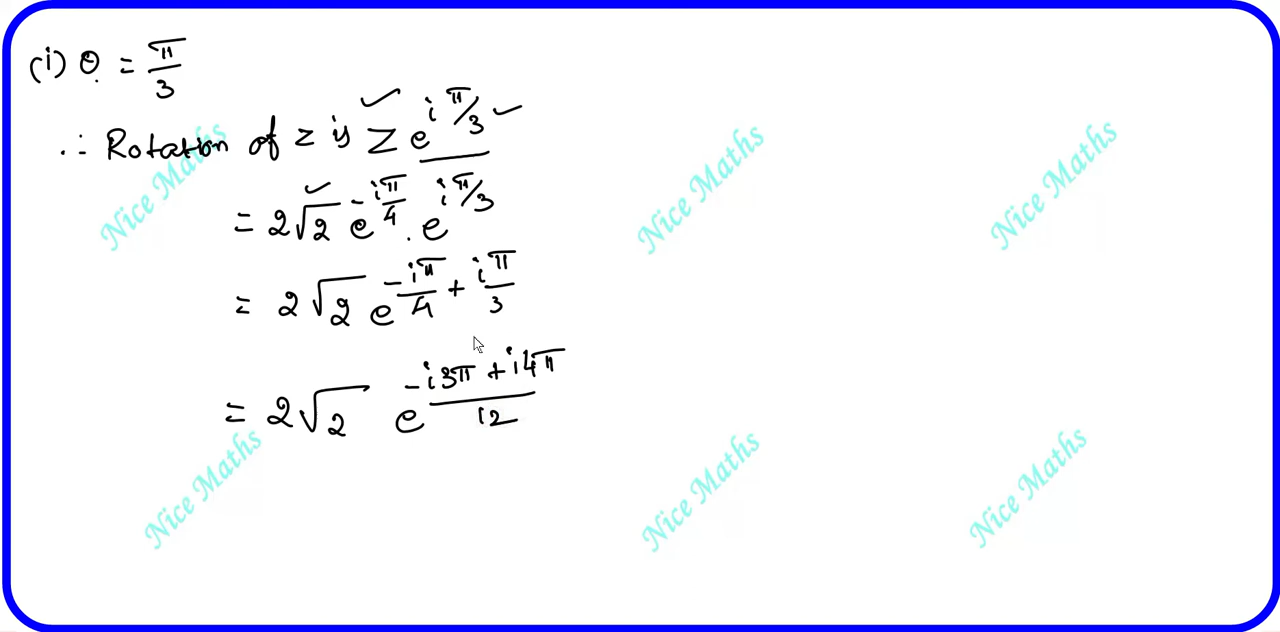 (i) θ = π/3
∴ Rotation of z is z e^{iπ/3}
= 2√2 e^{-iπ/4} . e^{iπ/3}
= 2√2 e^{-iπ/4 + iπ/3}
= 2√2 e^{(-i3π + i4π)/12}
Nice Maths
Nice Maths
Nice Maths
Nice Maths
Nice Maths
Nice Maths